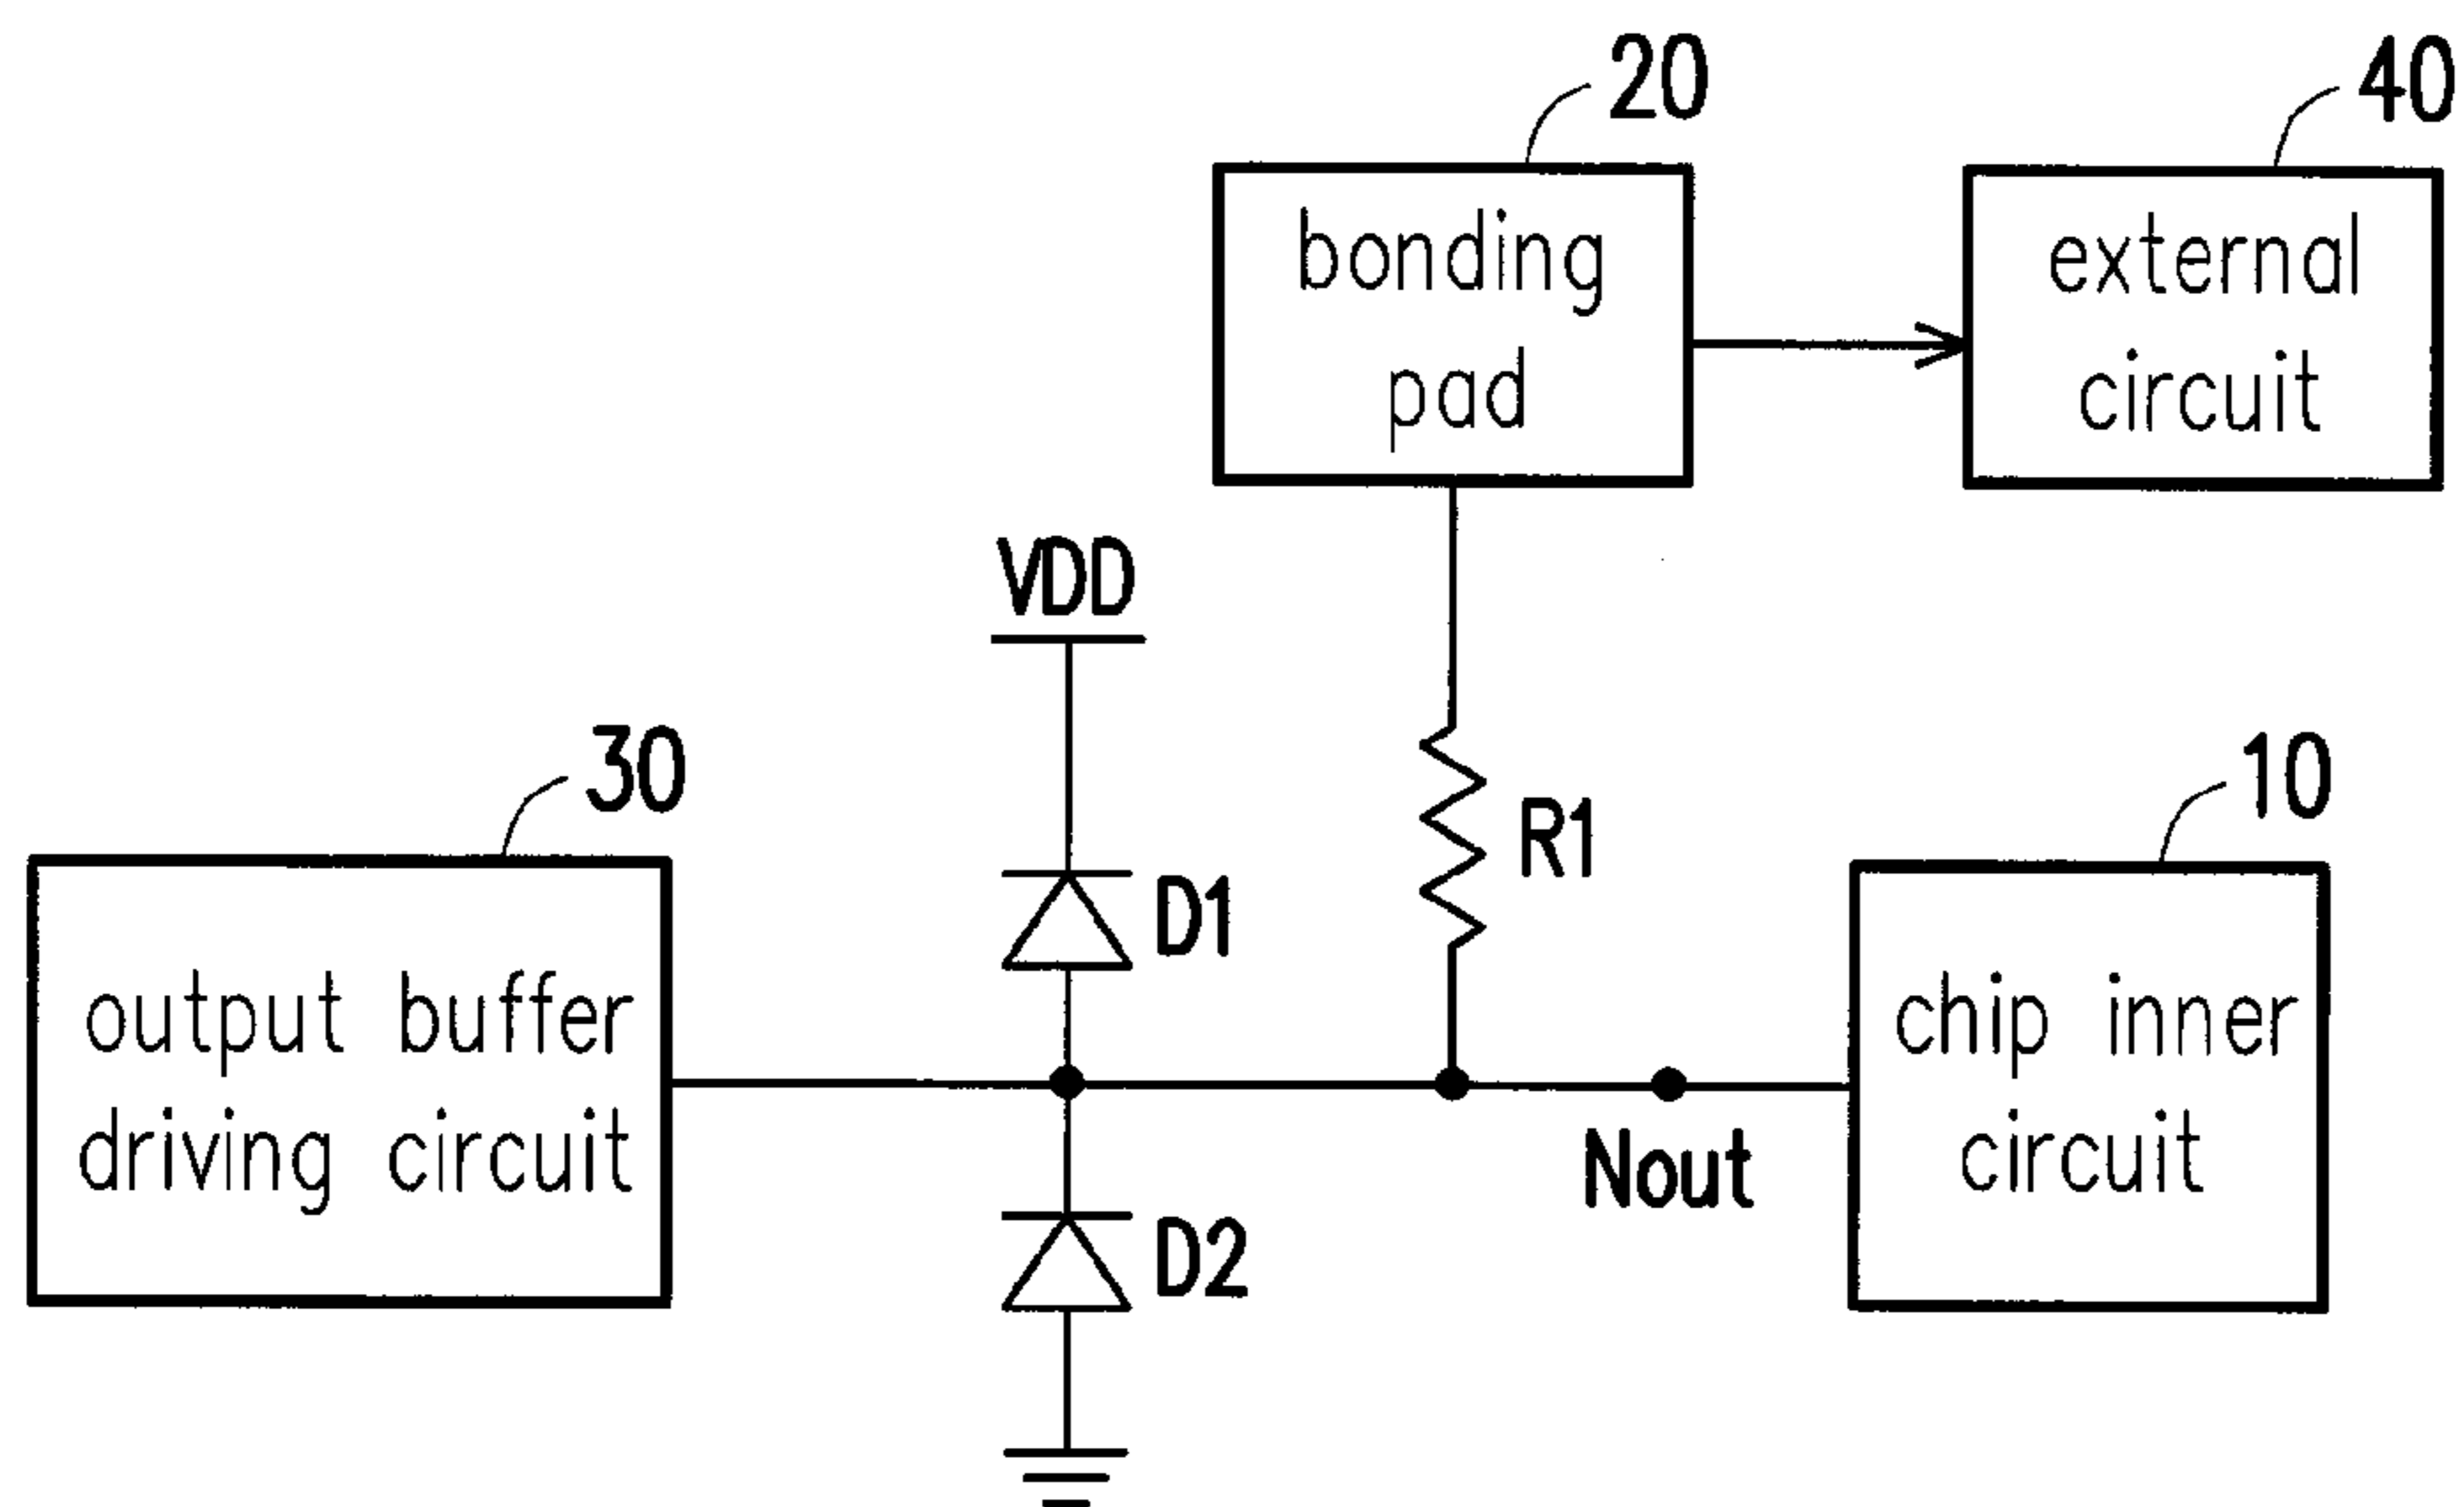 20
40
bonding
pad
external
circuit
VDD
30
R1
10
D1
output buffer
driving circuit
chip inner
circuit
Nout
D2